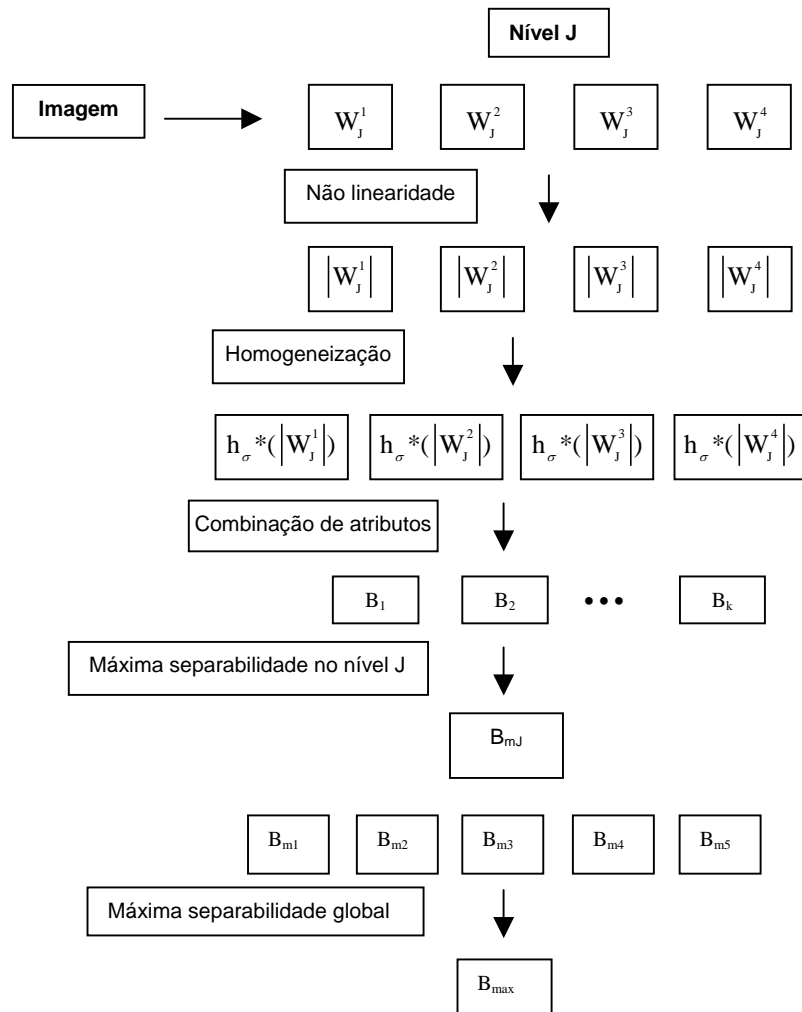 Nível J
Imagem
W_J^1 W_J^2 W_J^3 W_J^4
Não linearidade
|W_J^1| |W_J^2| |W_J^3| |W_J^4|
Homogeneização
h_σ*(|W_J^1|) h_σ*(|W_J^2|) h_σ*(|W_J^3|) h_σ*(|W_J^4|)
Combinação de atributos
B_1 B_2 ••• B_k
Máxima separabilidade no nível J
B_mJ
B_m1 B_m2 B_m3 B_m4 B_m5
Máxima separabilidade global
B_max